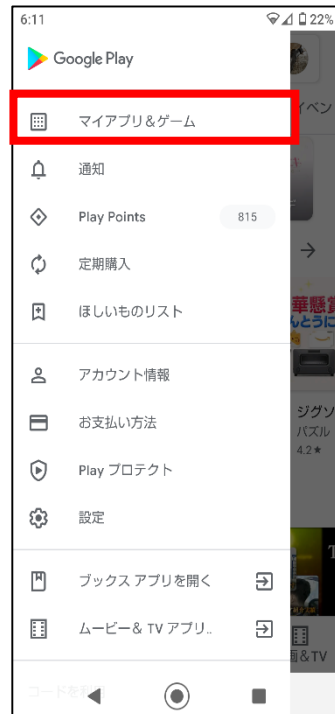 6:11
22%
Google Play
マイアプリ&ゲーム
イベン
通知
Play Points
815
定期購入
ほしいものリスト
華懸賞
んとうに
アカウント情報
ジグソ
パズル
4.2★
お支払い方法
Play プロテクト
設定
ブックス アプリを開く
ムービー& TV アプリ..
画&TV
コードを利用